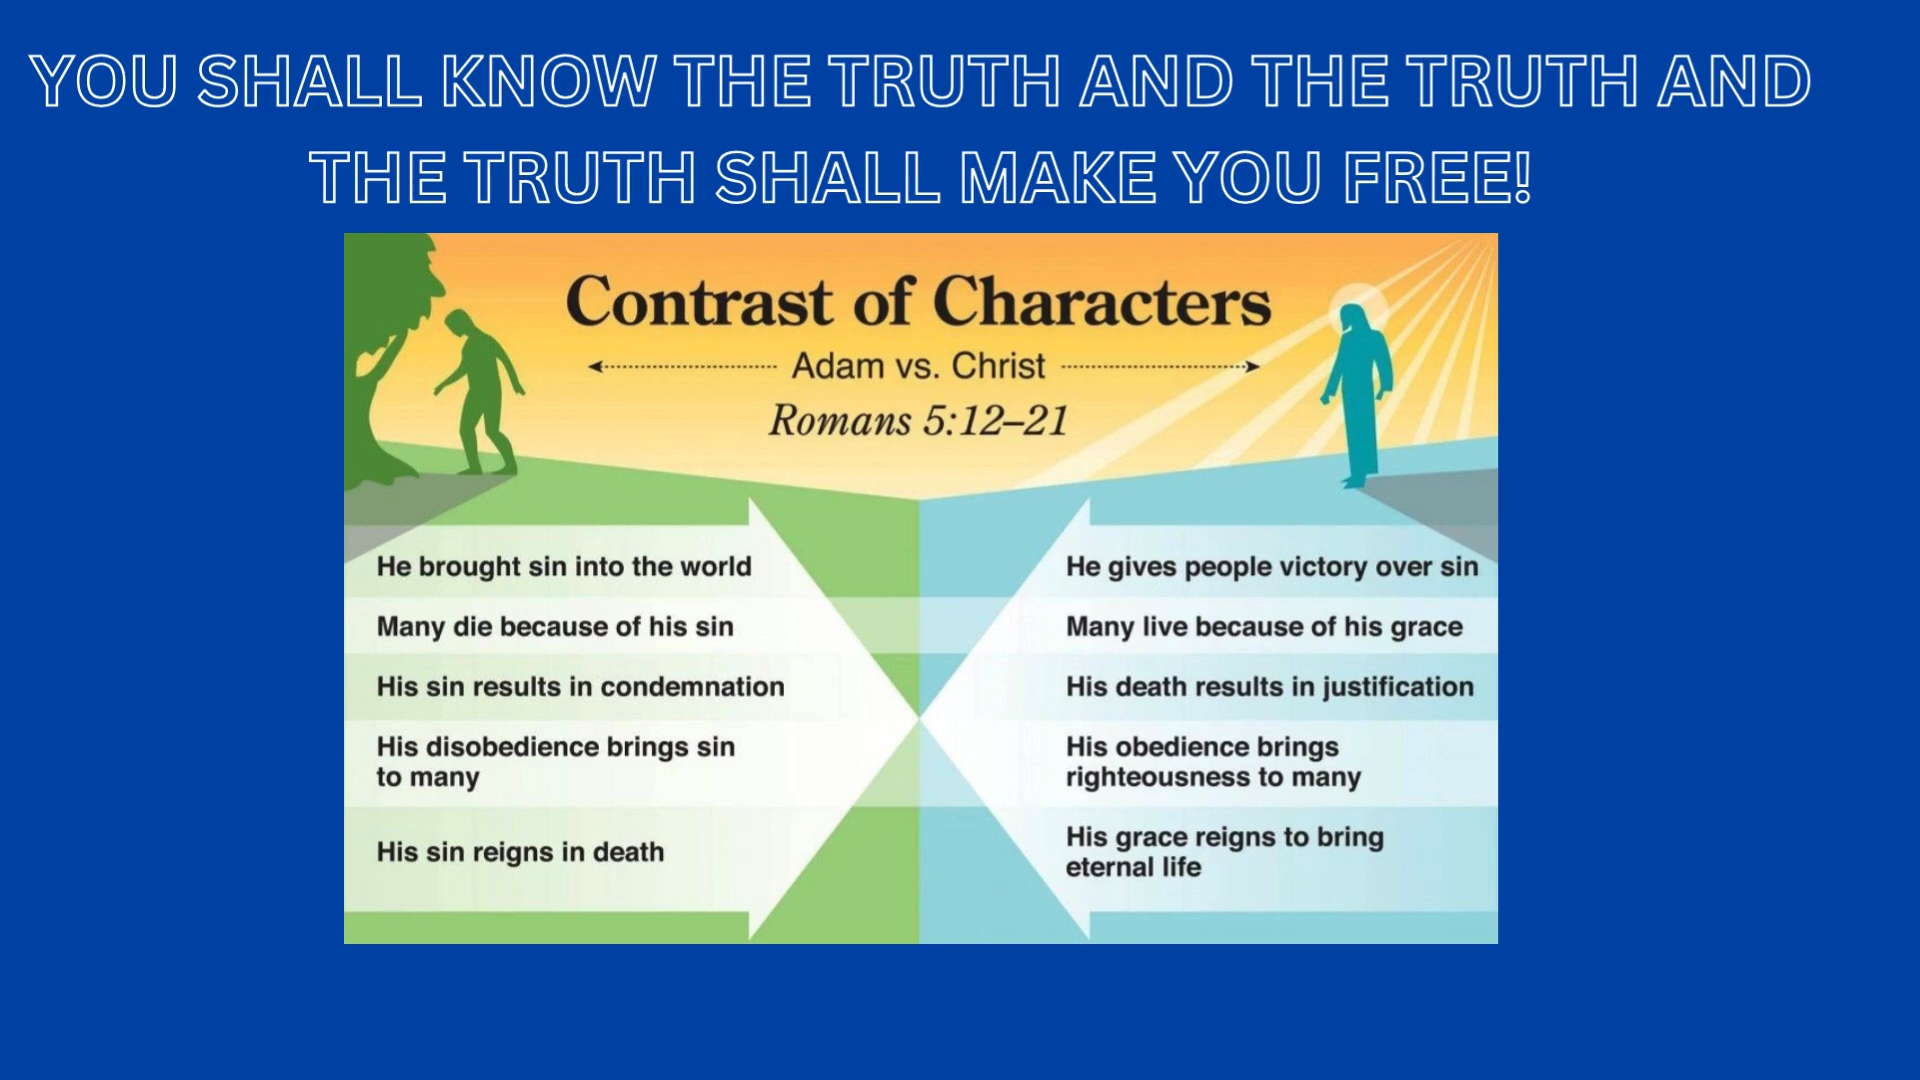 YOU SHALL KNOW THE TRUTH AND THE TRUTH AND
THE TRUTH SHALL MAKE YOU FREE!
Contrast of Characters
Adam vs. Christ
Romans 5:12–21
He brought sin into the world
Many die because of his sin
His sin results in condemnation
His disobedience brings sin
to many
His sin reigns in death
He gives people victory over sin
Many live because of his grace
His death results in justification
His obedience brings
righteousness to many
His grace reigns to bring
eternal life